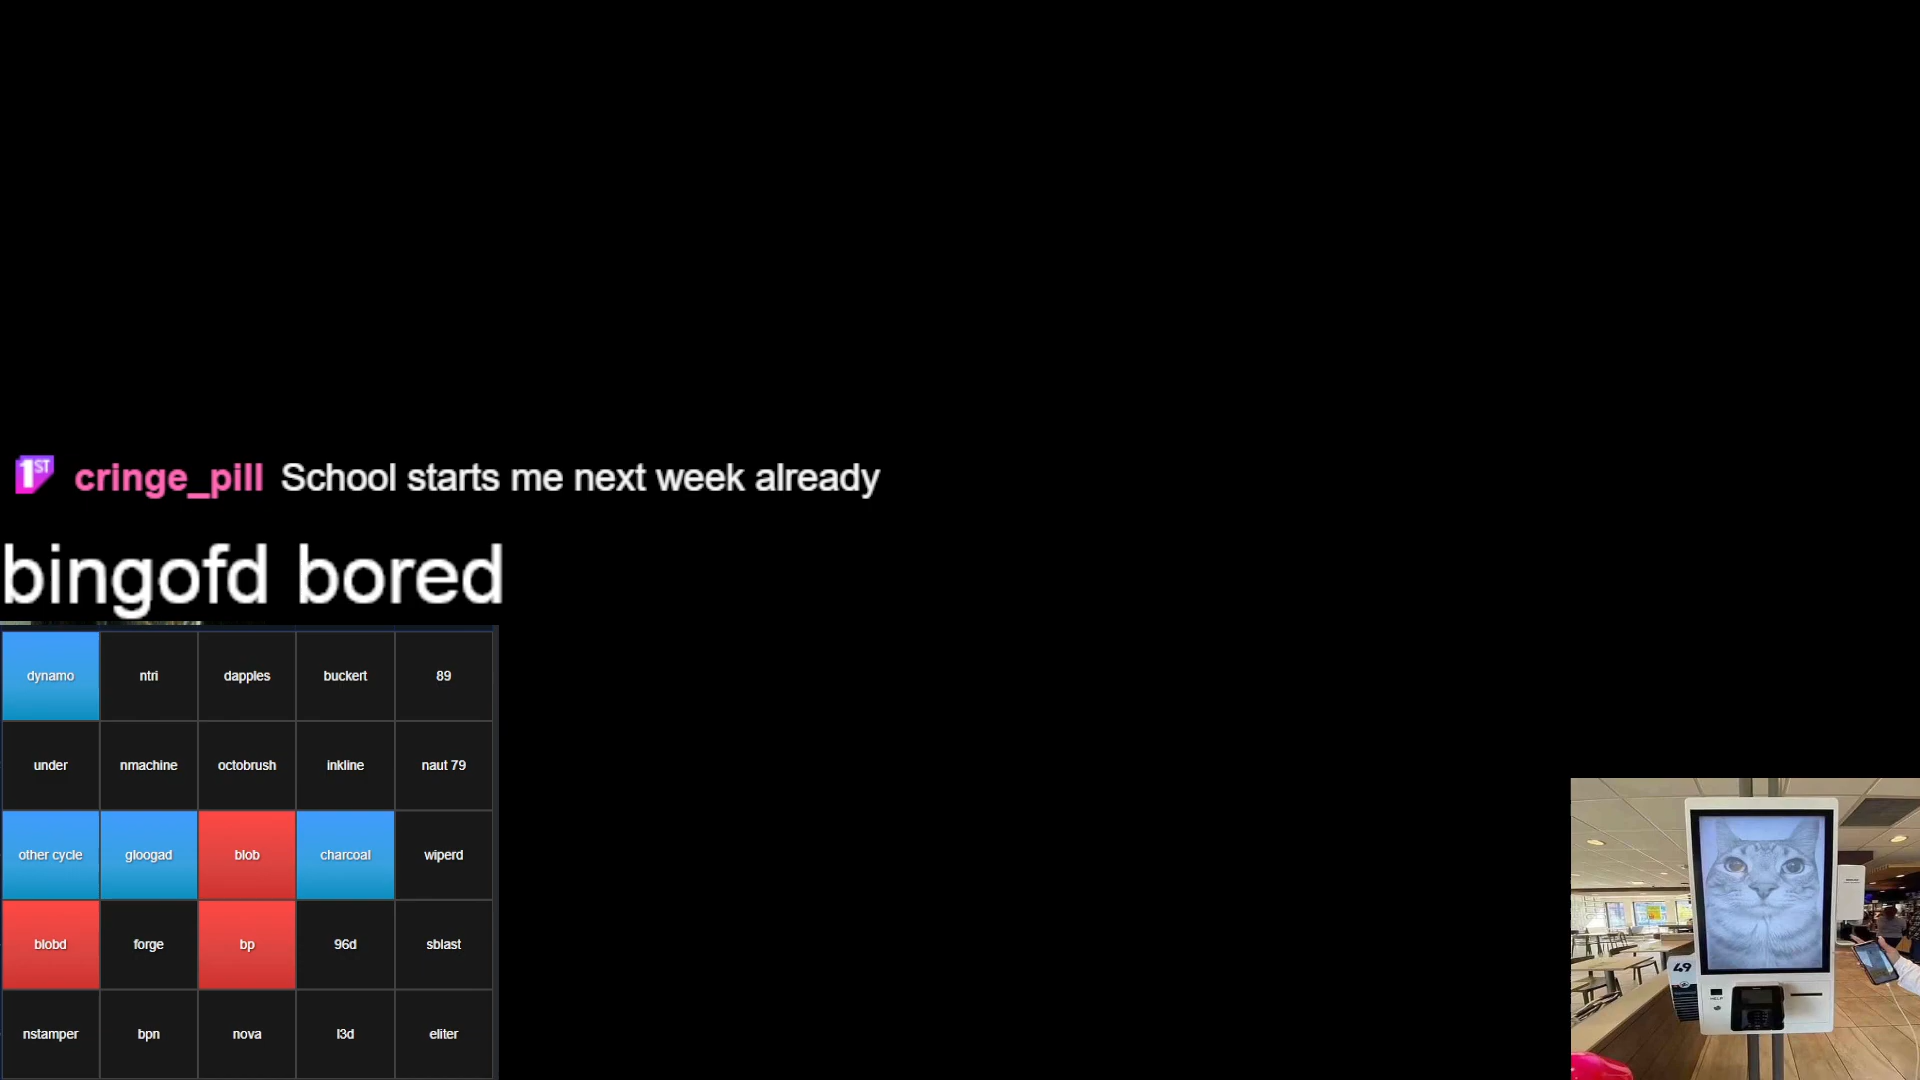 1ST cringe_pill School starts me next week already
bingofd bored
dynamo ntri dapples buckert 89
under nmachine octobrush inkline naut 79
other cycle gloogad blob charcoal wiperd
blobd forge bp 96d sblast
nstamper bpn nova l3d eliter
49
HELP